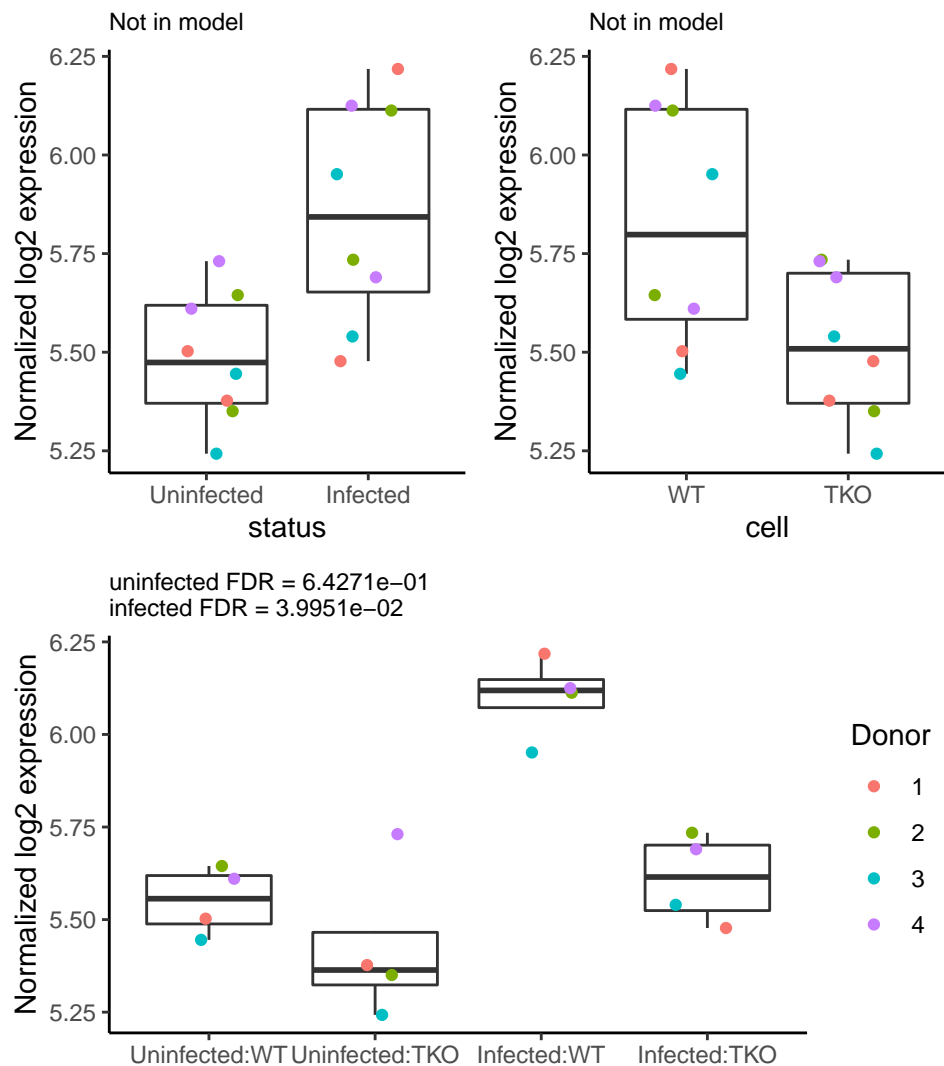 Not in model
Normalized log2 expression
6.25
6.00
5.75
5.50
5.25
Uninfected Infected
status
Not in model
Normalized log2 expression
6.25
6.00
5.75
5.50
5.25
WT TKO
cell
uninfected FDR = 6.4271e−01
infected FDR = 3.9951e−02
Normalized log2 expression
6.25
6.00
5.75
5.50
5.25
Uninfected:WT Uninfected:TKO Infected:WT Infected:TKO
Donor
1
2
3
4